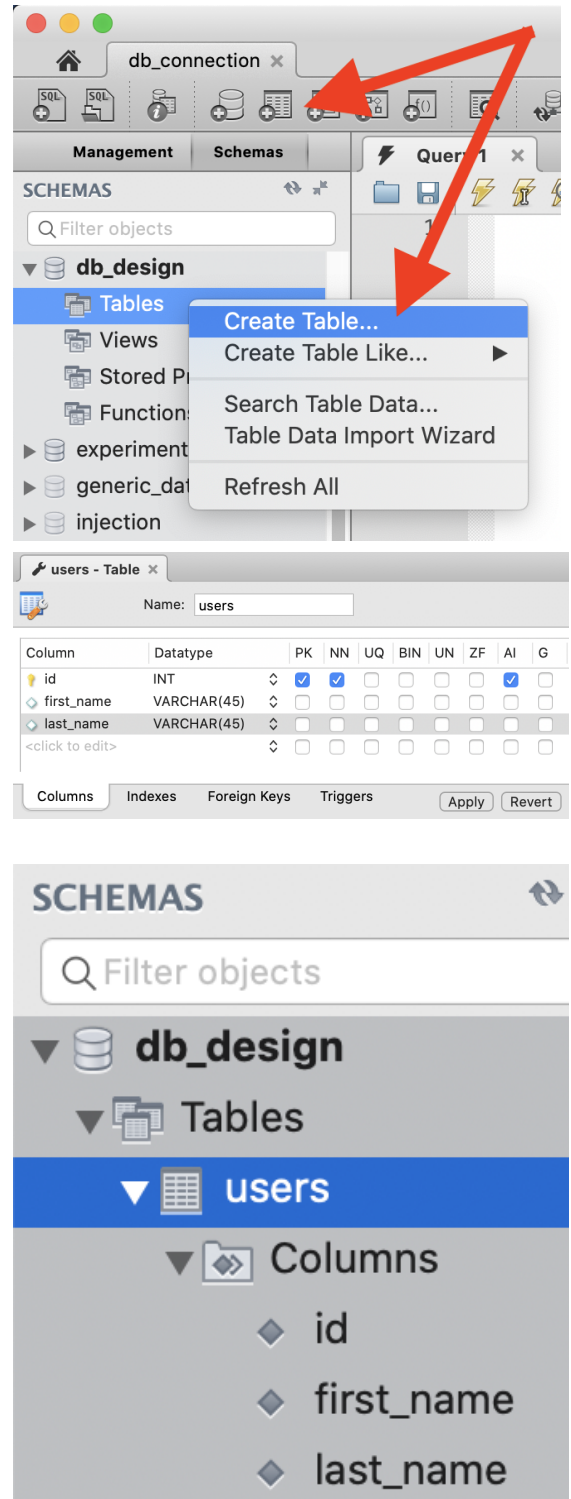 db_connection
SQL SQL f()
Management Schemas
Query 1
SCHEMAS
Filter objects
1
db_design
Tables
Create Table...
Views
Create Table Like...
Stored Pr
Search Table Data...
Functions
Table Data Import Wizard
experiment
generic_dat
Refresh All
injection
users - Table
Name: users
Column Datatype PK NN UQ BIN UN ZF AI G
id INT
first_name VARCHAR(45)
last_name VARCHAR(45)
<click to edit>
Columns Indexes Foreign Keys Triggers Apply Revert
SCHEMAS
Filter objects
db_design
Tables
users
Columns
id
first_name
last_name